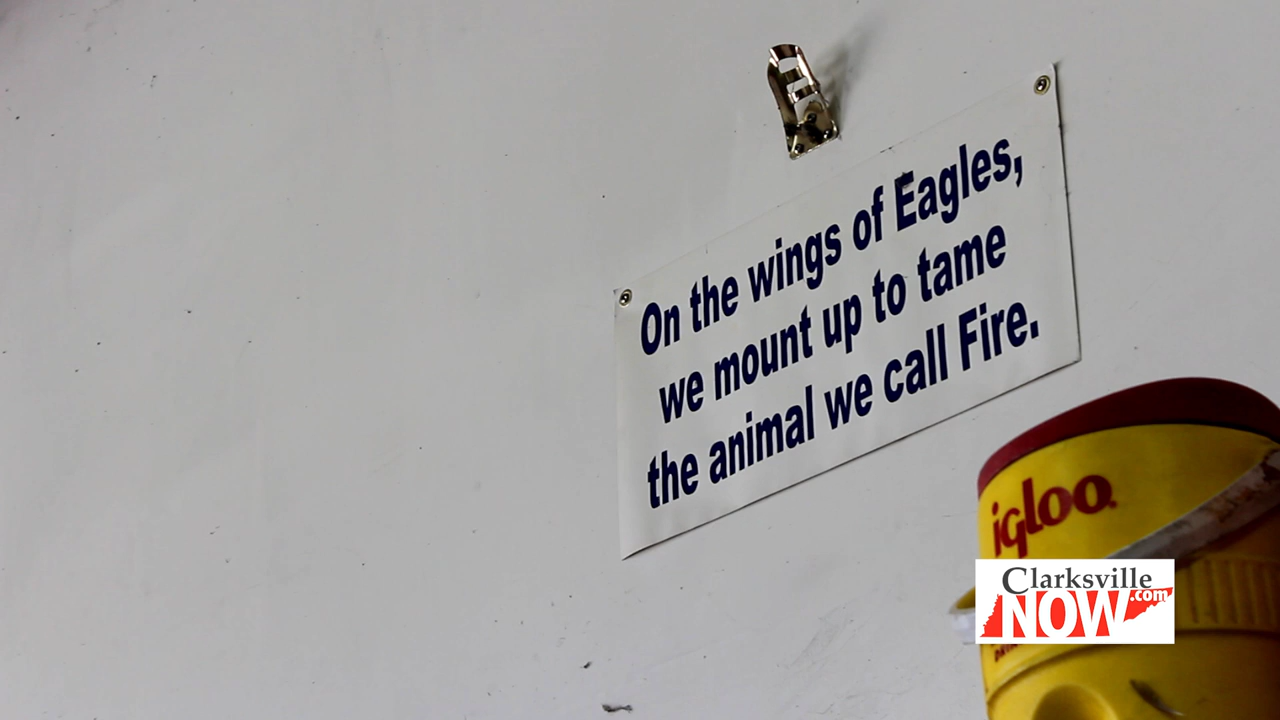 On the wings of Eagles,
we mount up to tame
the animal we call Fire.
igloo
Clarksville
NOW.com